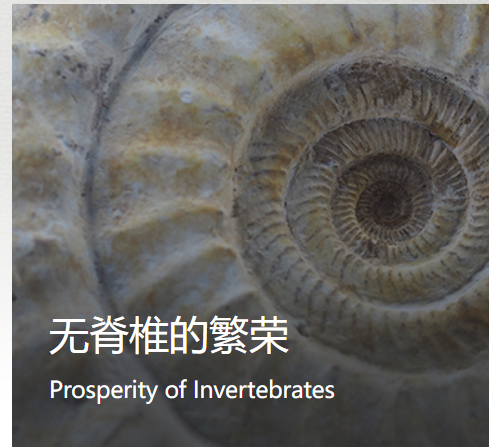 无脊椎的繁荣
Prosperity of Invertebrates